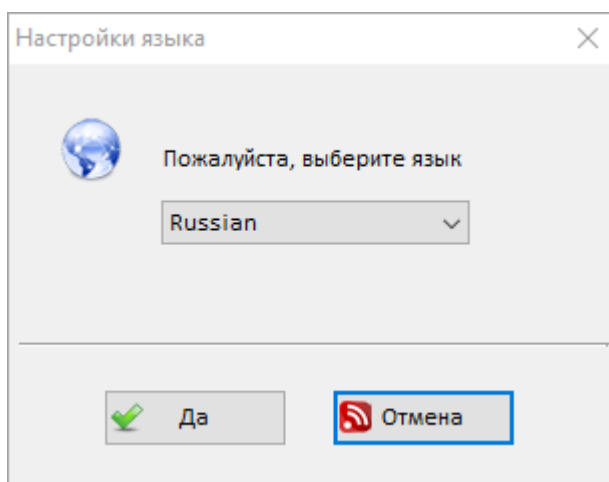 Настройки языка
Пожалуйста, выберите язык
Russian
Да
Отмена